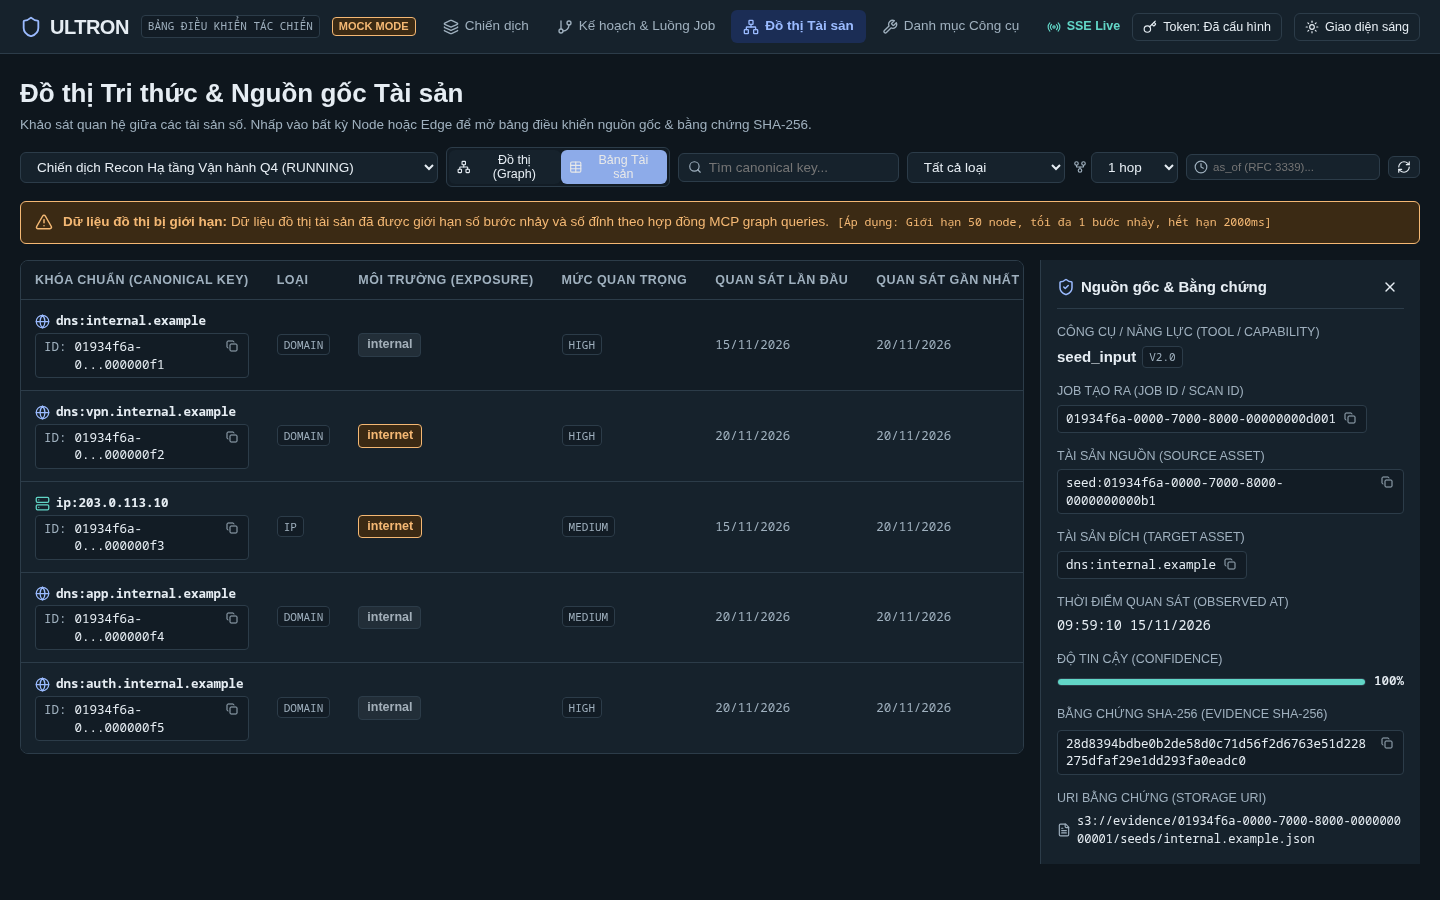 ULTRON
BẢNG ĐIỀU KHIỂN TÁC CHIẾN
MOCK MODE
Chiến dịch
Kế hoạch & Luồng Job
Đồ thị Tài sản
Danh mục Công cụ
SSE Live
Token: Đã cấu hình
Giao diện sáng
Đồ thị Tri thức & Nguồn gốc Tài sản
Khảo sát quan hệ giữa các tài sản số. Nhấp vào bất kỳ Node hoặc Edge để mở bảng điều khiển nguồn gốc & bằng chứng SHA-256.
Chiến dịch Recon Hạ tầng Vận hành Q4 (RUNNING)
Đồ thị
(Graph)
Bảng Tài
sản
Tìm canonical key...
Tất cả loại
1 hop
as_of (RFC 3339)...
Dữ liệu đồ thị bị giới hạn: Dữ liệu đồ thị tài sản đã được giới hạn số bước nhảy và số đỉnh theo hợp đồng MCP graph queries. [Áp dụng: Giới hạn 50 node, tối đa 1 bước nhảy, hết hạn 2000ms]
KHÓA CHUẨN (CANONICAL KEY)
LOẠI
MÔI TRƯỜNG (EXPOSURE)
MỨC QUAN TRỌNG
QUAN SÁT LẦN ĐẦU
QUAN SÁT GẦN NHẤT
dns:internal.example
ID: 01934f6a-
0...000000f1
DOMAIN
internal
HIGH
15/11/2026
20/11/2026
dns:vpn.internal.example
ID: 01934f6a-
0...000000f2
DOMAIN
internet
HIGH
20/11/2026
20/11/2026
ip:203.0.113.10
ID: 01934f6a-
0...000000f3
IP
internet
MEDIUM
15/11/2026
20/11/2026
dns:app.internal.example
ID: 01934f6a-
0...000000f4
DOMAIN
internal
MEDIUM
20/11/2026
20/11/2026
dns:auth.internal.example
ID: 01934f6a-
0...000000f5
DOMAIN
internal
HIGH
20/11/2026
20/11/2026
Nguồn gốc & Bằng chứng
CÔNG CỤ / NĂNG LỰC (TOOL / CAPABILITY)
seed_input V2.0
JOB TẠO RA (JOB ID / SCAN ID)
01934f6a-0000-7000-8000-00000000d001
TÀI SẢN NGUỒN (SOURCE ASSET)
seed:01934f6a-0000-7000-8000-
0000000000b1
TÀI SẢN ĐÍCH (TARGET ASSET)
dns:internal.example
THỜI ĐIỂM QUAN SÁT (OBSERVED AT)
09:59:10 15/11/2026
ĐỘ TIN CẬY (CONFIDENCE)
100%
BẰNG CHỨNG SHA-256 (EVIDENCE SHA-256)
28d8394bdbe0b2de58d0c71d56f2d6763e51d228
275dfaf29e1dd293fa0eadc0
URI BẰNG CHỨNG (STORAGE URI)
s3://evidence/01934f6a-0000-7000-8000-0000000
00001/seeds/internal.example.json